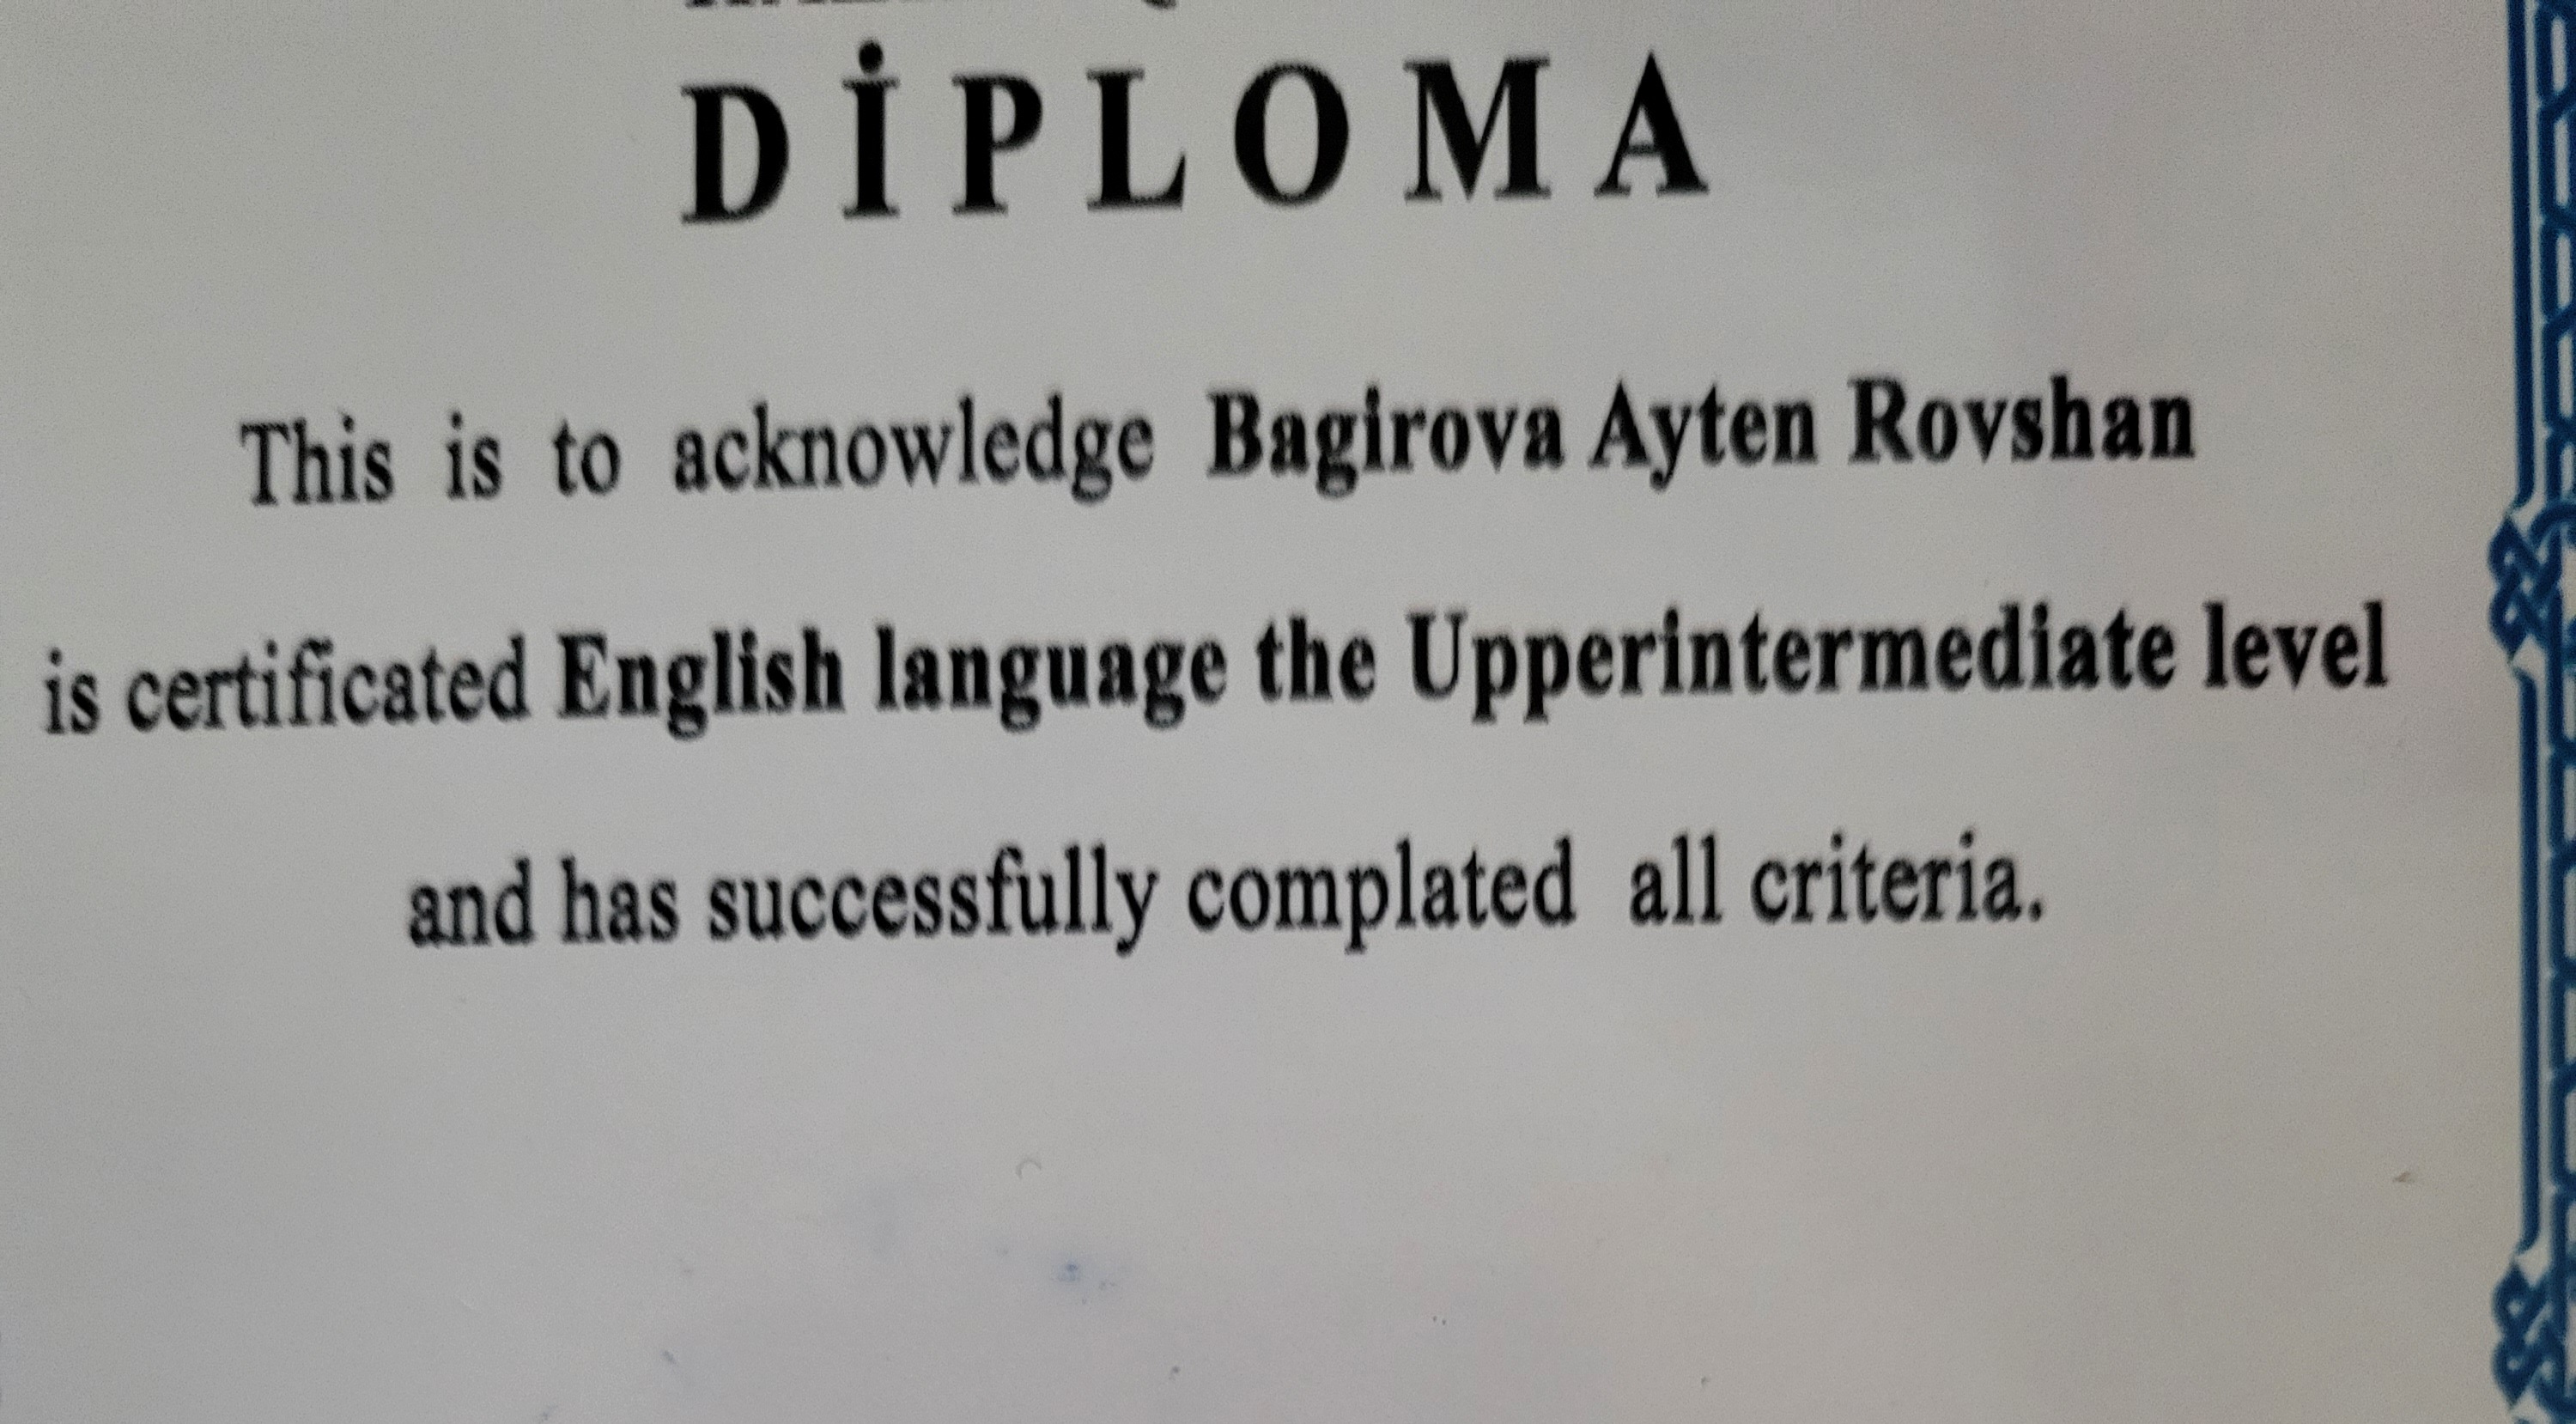 DİPLOMA
This is to acknowledge Bagirova Ayten Rovshan
is certificated English language the Upperintermediate level
and has successfully complated all criteria.